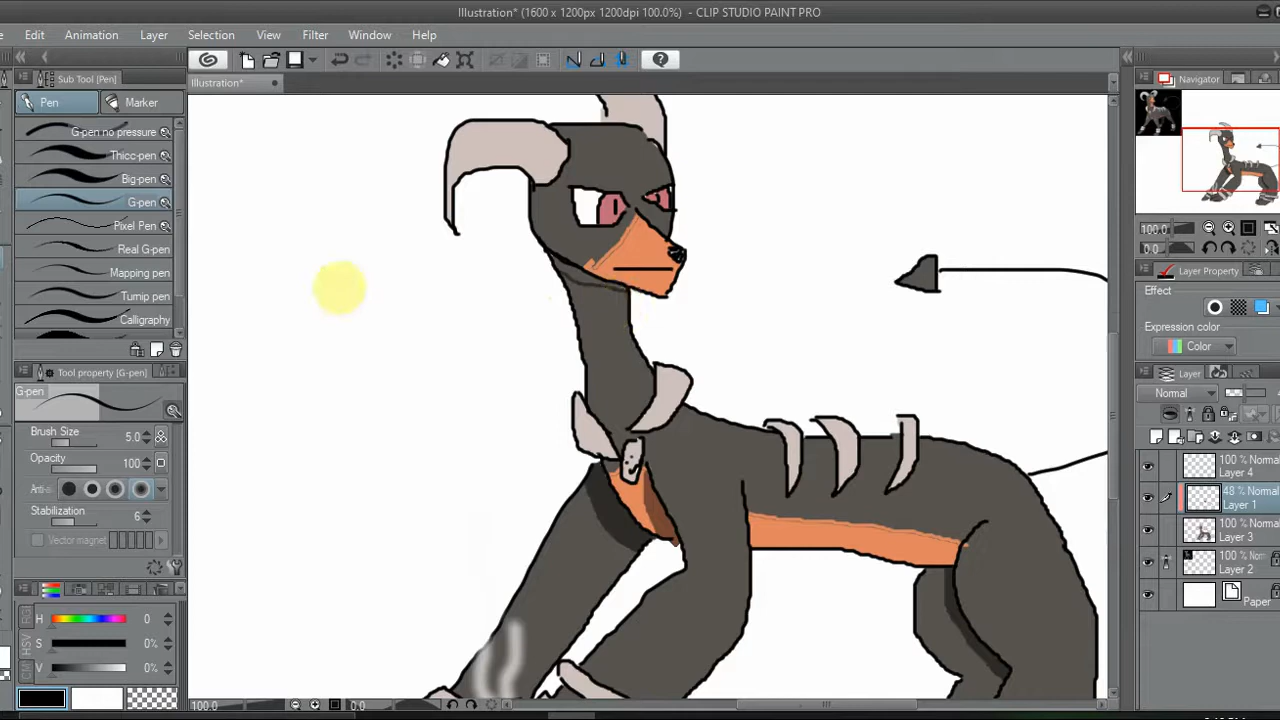 Illustration* (1600 x 1200px 1200dpi 100.0%) - CLIP STUDIO PAINT PRO
Edit Animation Layer Selection View Filter Window Help
Sub Tool [Pen]
Illustration*
Navigator
Pen Marker
G-pen no pressure
Thicc-pen
Big-pen
G-pen
Pixel Pen
Real G-pen
Mapping pen
Turnip pen
Calligraphy
100.0
0.0
Layer Property
Effect
Expression color
Color
Tool property [G-pen]
G-pen
Layer
Normal
Brush Size 5.0
Opacity 100
Anti-
Stabilization 6
Vector magnet
100 % Normal
Layer 4
48 % Normal
Layer 1
100 % Normal
Layer 3
100 % Norm
Layer 2
Paper
H 0
S 0%
V 0%
100.0 0.0